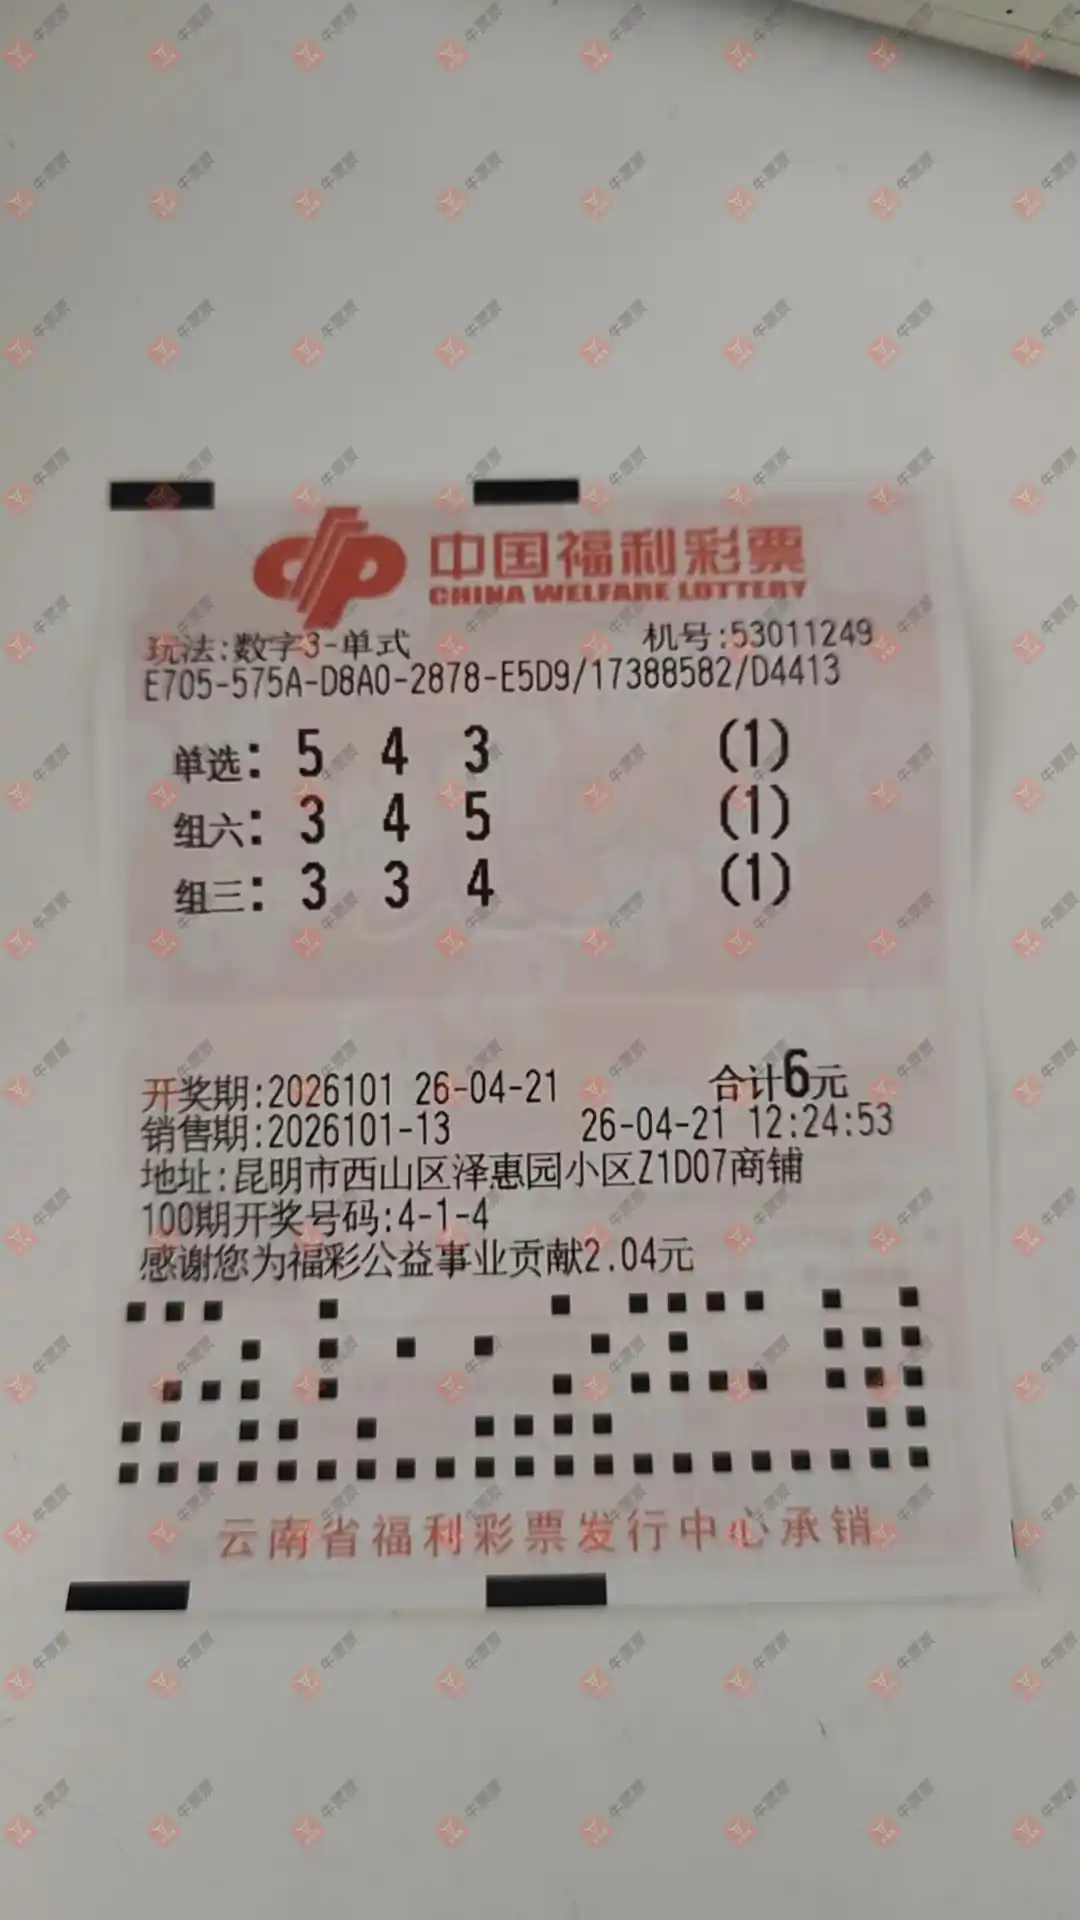 中国福利彩票
CHINA WELFARE LOTTERY
玩法:数字3-单式 机号:53011249
E705-575A-D8A0-2878-E5D9/17388582/D4413
单选: 5 4 3 (1)
组六: 3 4 5 (1)
组三: 3 3 4 (1)
开奖期:2026101 26-04-21 合计6元
销售期:2026101-13 26-04-21 12:24:53
地址:昆明市西山区泽惠园小区Z1D07商铺
100期开奖号码:4-1-4
感谢您为福彩公益事业贡献2.04元
云南省福利彩票发行中心承销